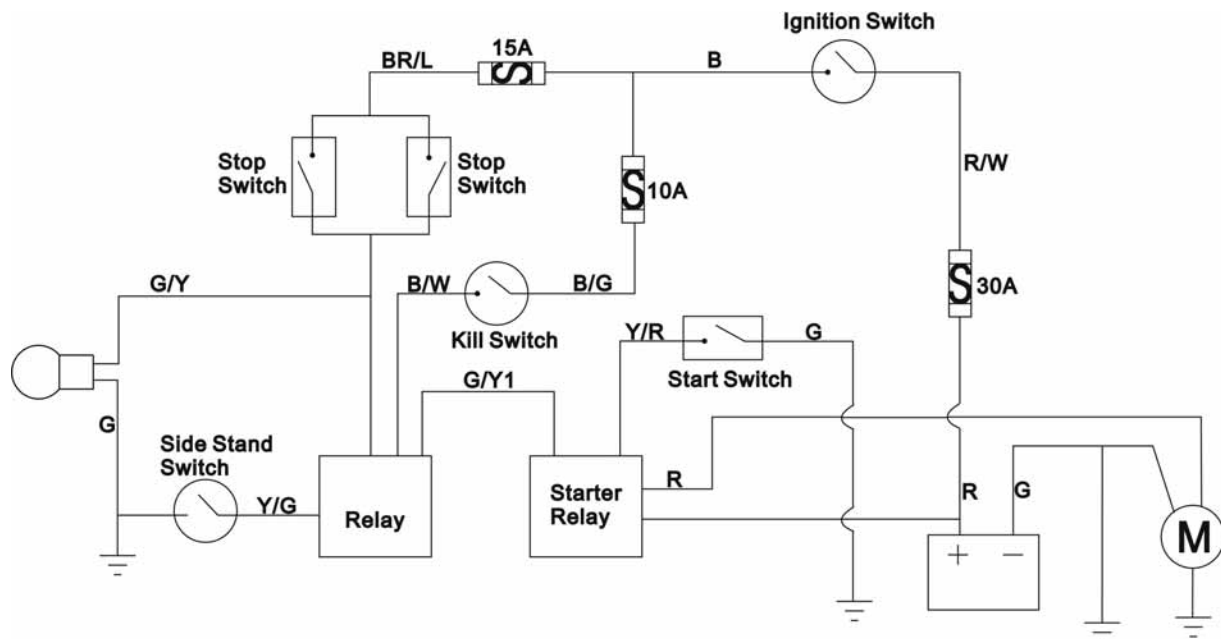 Ignition Switch
15A
BR/L
B
Stop
Switch
Stop
Switch
R/W
S
10A
G/Y
B/W
B/G
S
30A
Kill Switch
Y/R
G
Start Switch
G/Y1
G
Side Stand
Switch
Y/G
Relay
Starter
Relay
R
R
G
+
−
M